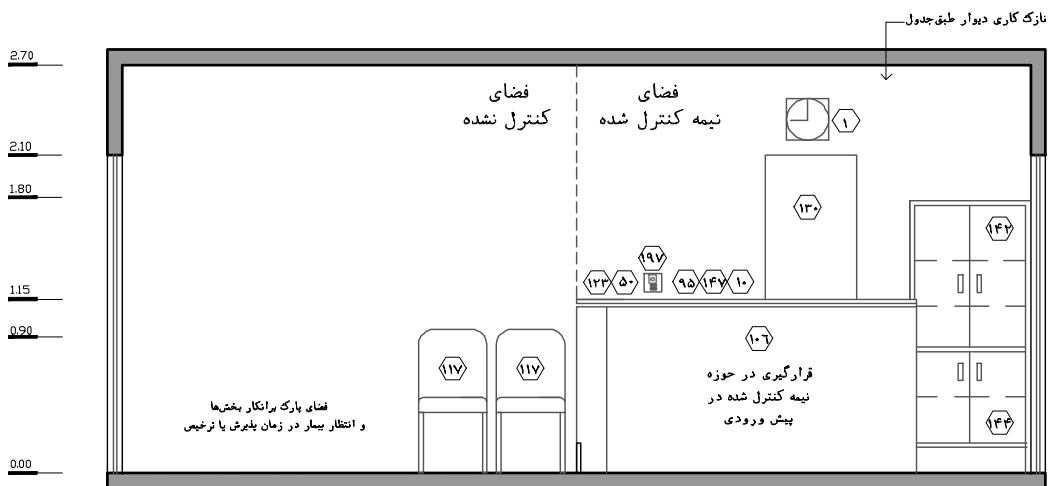 نازک کاری دیوار طبق جدول
2.70
2.10
1.80
1.15
0.90
0.00
فضای
کنترل نشده
فضای
نیمه کنترل شده
۱
۱۳۰
۱۴۲
۱۹۷
۱۲۳
۵۰
۹۵
۱۴۷
۱۰
۱۰۶
قرارگیری در حوزه
نیمه کنترل شده در
پیش ورودی
۱۱۷
۱۱۷
فضای پارک برانکار بخش‌ها
و انتظار بیمار در زمان پذیرش یا ترخیص
۱۴۴